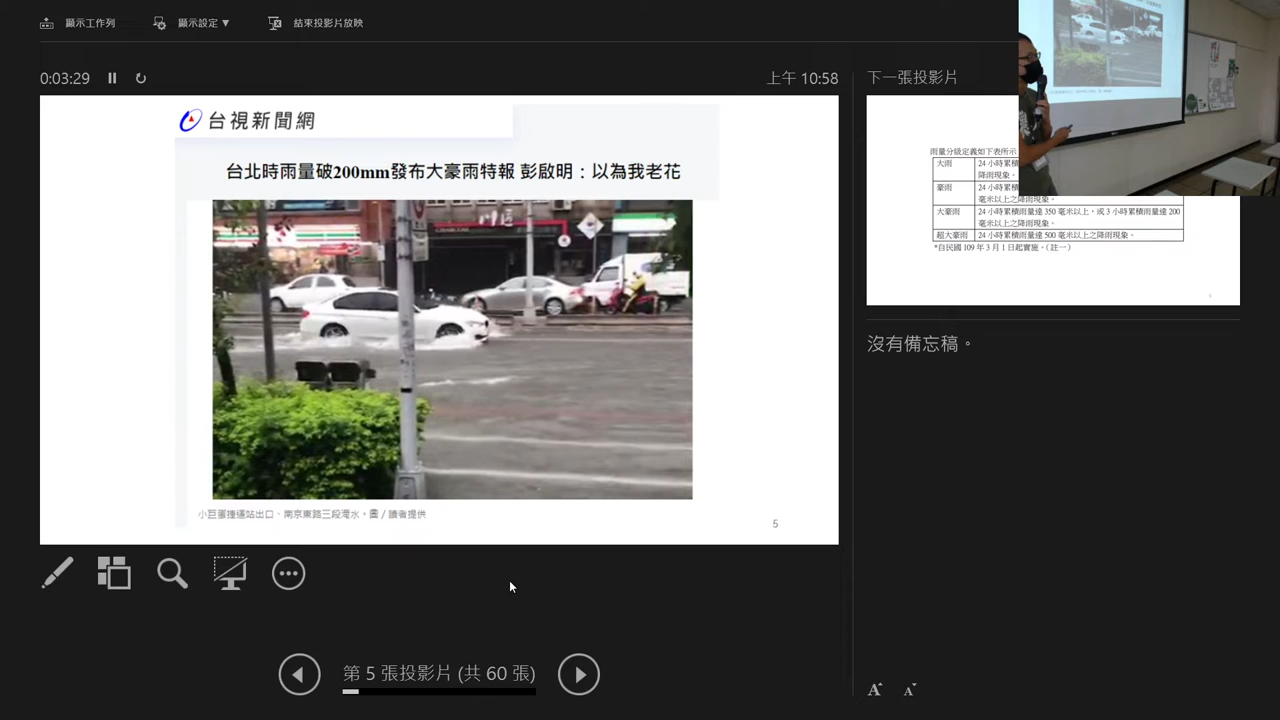 顯示工作列
顯示設定 ▼
結束投影片放映
0:03:29
上午 10:58
下一張投影片
台視新聞網
台北時雨量破200mm發布大豪雨特報 彭啟明：以為我老花
小巨蛋捷運站出口、南京東路三段淹水。圖／讀者提供
5
雨量分級定義如下表所示
大雨
24 小時累積
降雨現象。
豪雨
24 小時累積
毫米以上之降雨現象。
大豪雨
24 小時累積雨量達 350 毫米以上，或 3 小時累積雨量達 200
毫米以上之降雨現象。
超大豪雨
24 小時累積雨量達 500 毫米以上之降雨現象。
*自民國 109 年 3 月 1 日起實施。（註一）
沒有備忘稿。
第 5 張投影片 (共 60 張)
A
A